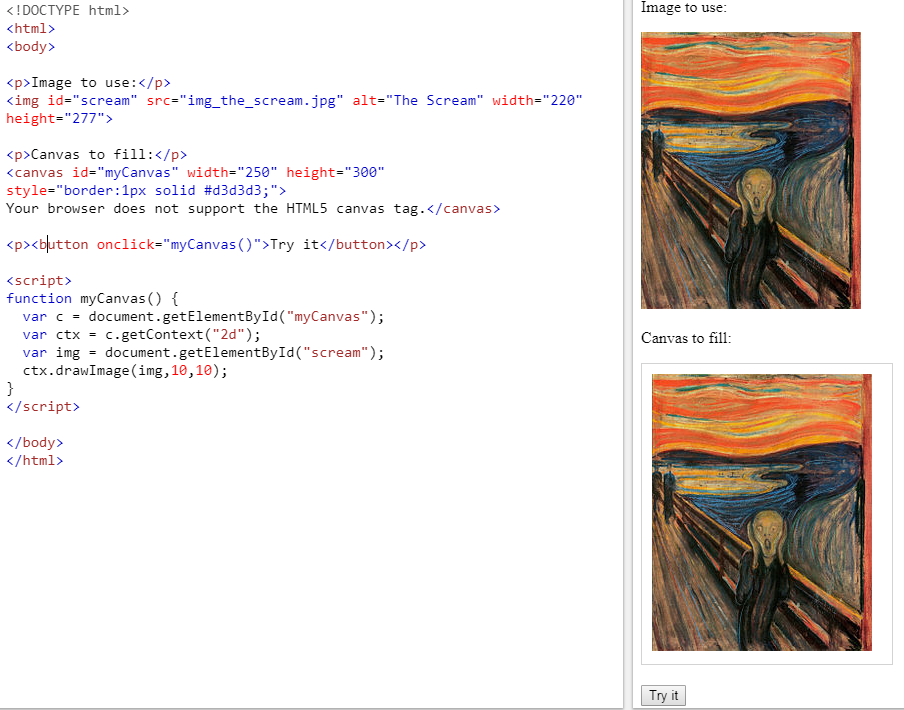 <!DOCTYPE html>
<html>
<body>
<p>Image to use:</p>
<img id="scream" src="img_the_scream.jpg" alt="The Scream" width="220"
height="277">
<p>Canvas to fill:</p>
<canvas id="myCanvas" width="250" height="300"
style="border:1px solid #d3d3d3;">
Your browser does not support the HTML5 canvas tag.</canvas>
<p><button onclick="myCanvas()">Try it</button></p>
<script>
function myCanvas() {
  var c = document.getElementById("myCanvas");
  var ctx = c.getContext("2d");
  var img = document.getElementById("scream");
  ctx.drawImage(img,10,10);
}
</script>
</body>
</html>
Image to use:
Canvas to fill:
Try it